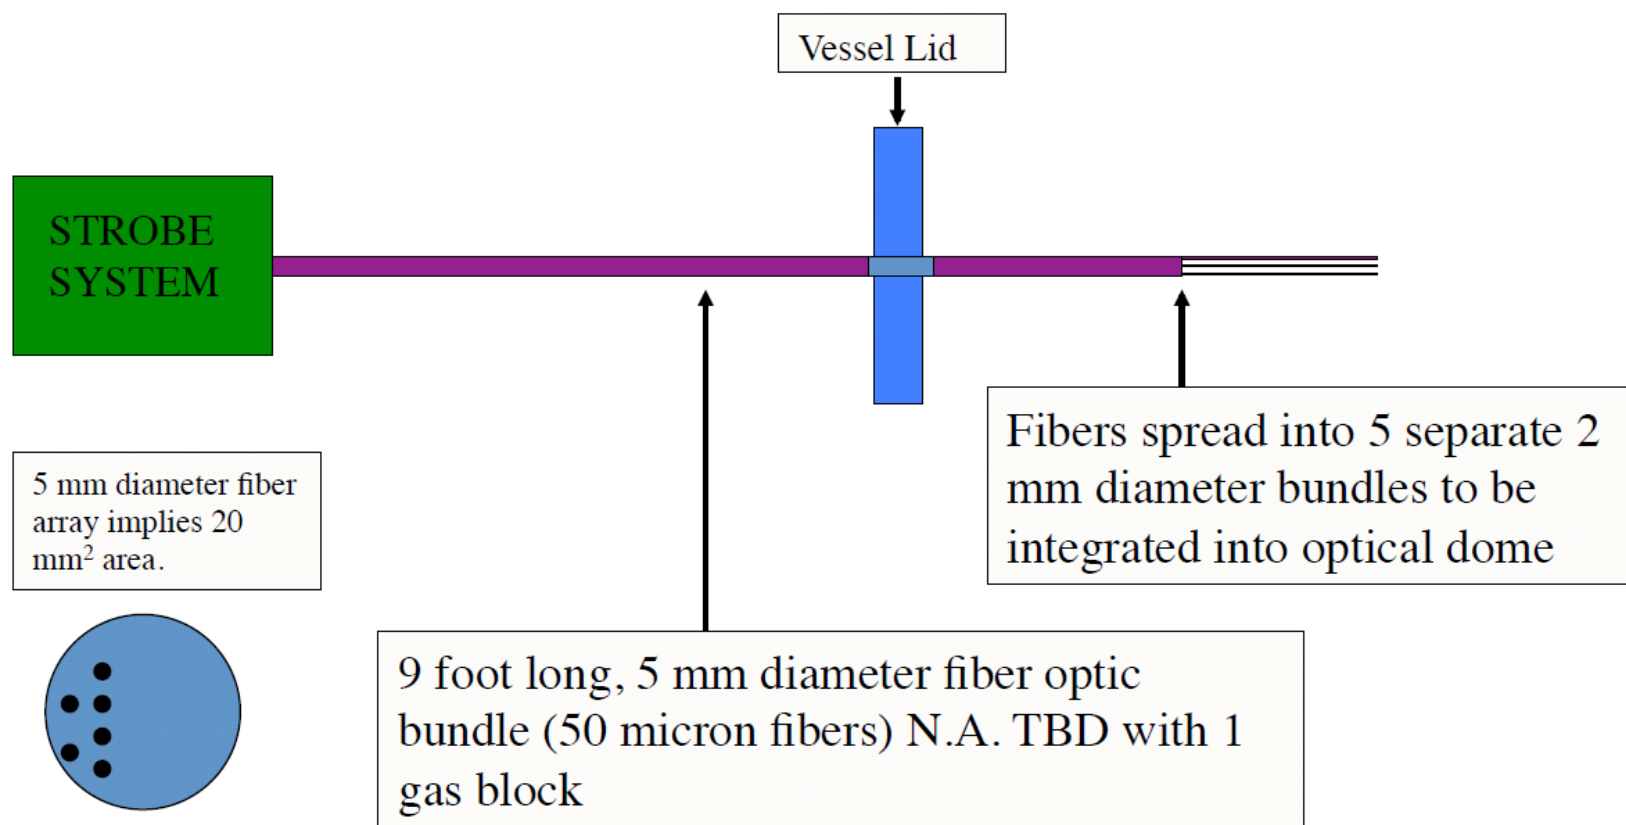 Vessel Lid
STROBE
SYSTEM
5 mm diameter fiber
array implies 20
mm² area.
Fibers spread into 5 separate 2
mm diameter bundles to be
integrated into optical dome
9 foot long, 5 mm diameter fiber optic
bundle (50 micron fibers) N.A. TBD with 1
gas block